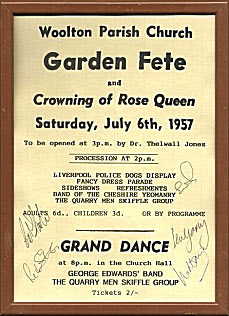 Woolton Parish Church
Garden Fete
and
Crowning of Rose Queen
Saturday, July 6th, 1957
To be opened at 3p.m. by Dr. Thelwall Jones
PROCESSION AT 2p.m.
LIVERPOOL POLICE DOGS DISPLAY
FANCY DRESS PARADE
SIDESHOWS REFRESHMENTS
BAND OF THE CHESHIRE YEOMANRY
THE QUARRY MEN SKIFFLE GROUP
ADULTS 6d., CHILDREN 3d. OR BY PROGRAMME
GRAND DANCE
at 8p.m. in the Church Hall
GEORGE EDWARDS' BAND
THE QUARRY MEN SKIFFLE GROUP
Tickets 2/-